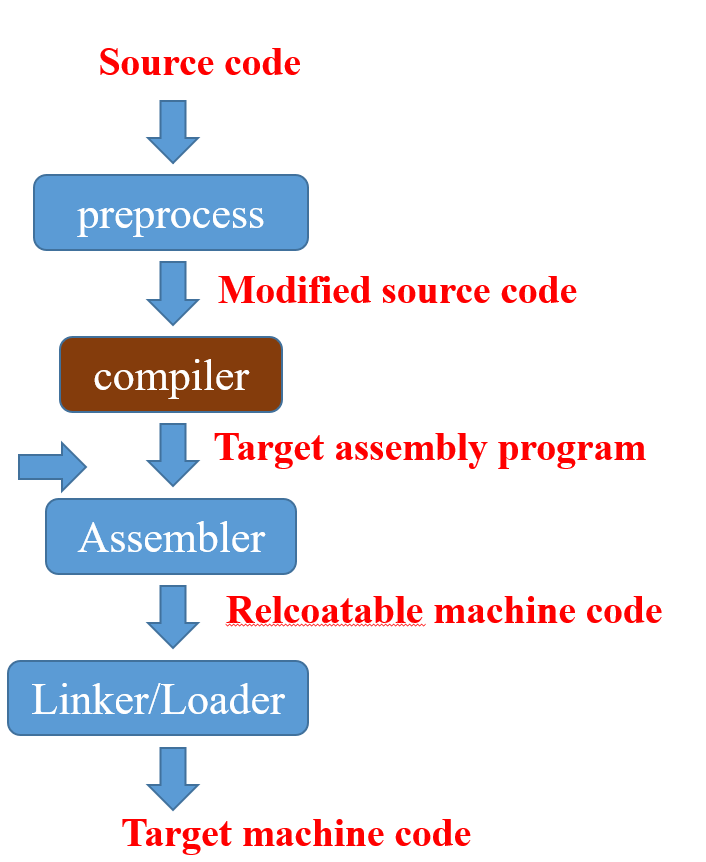 Source code
preprocess
Modified source code
compiler
Target assembly program
Assembler
Relcoatable machine code
Linker/Loader
Target machine code